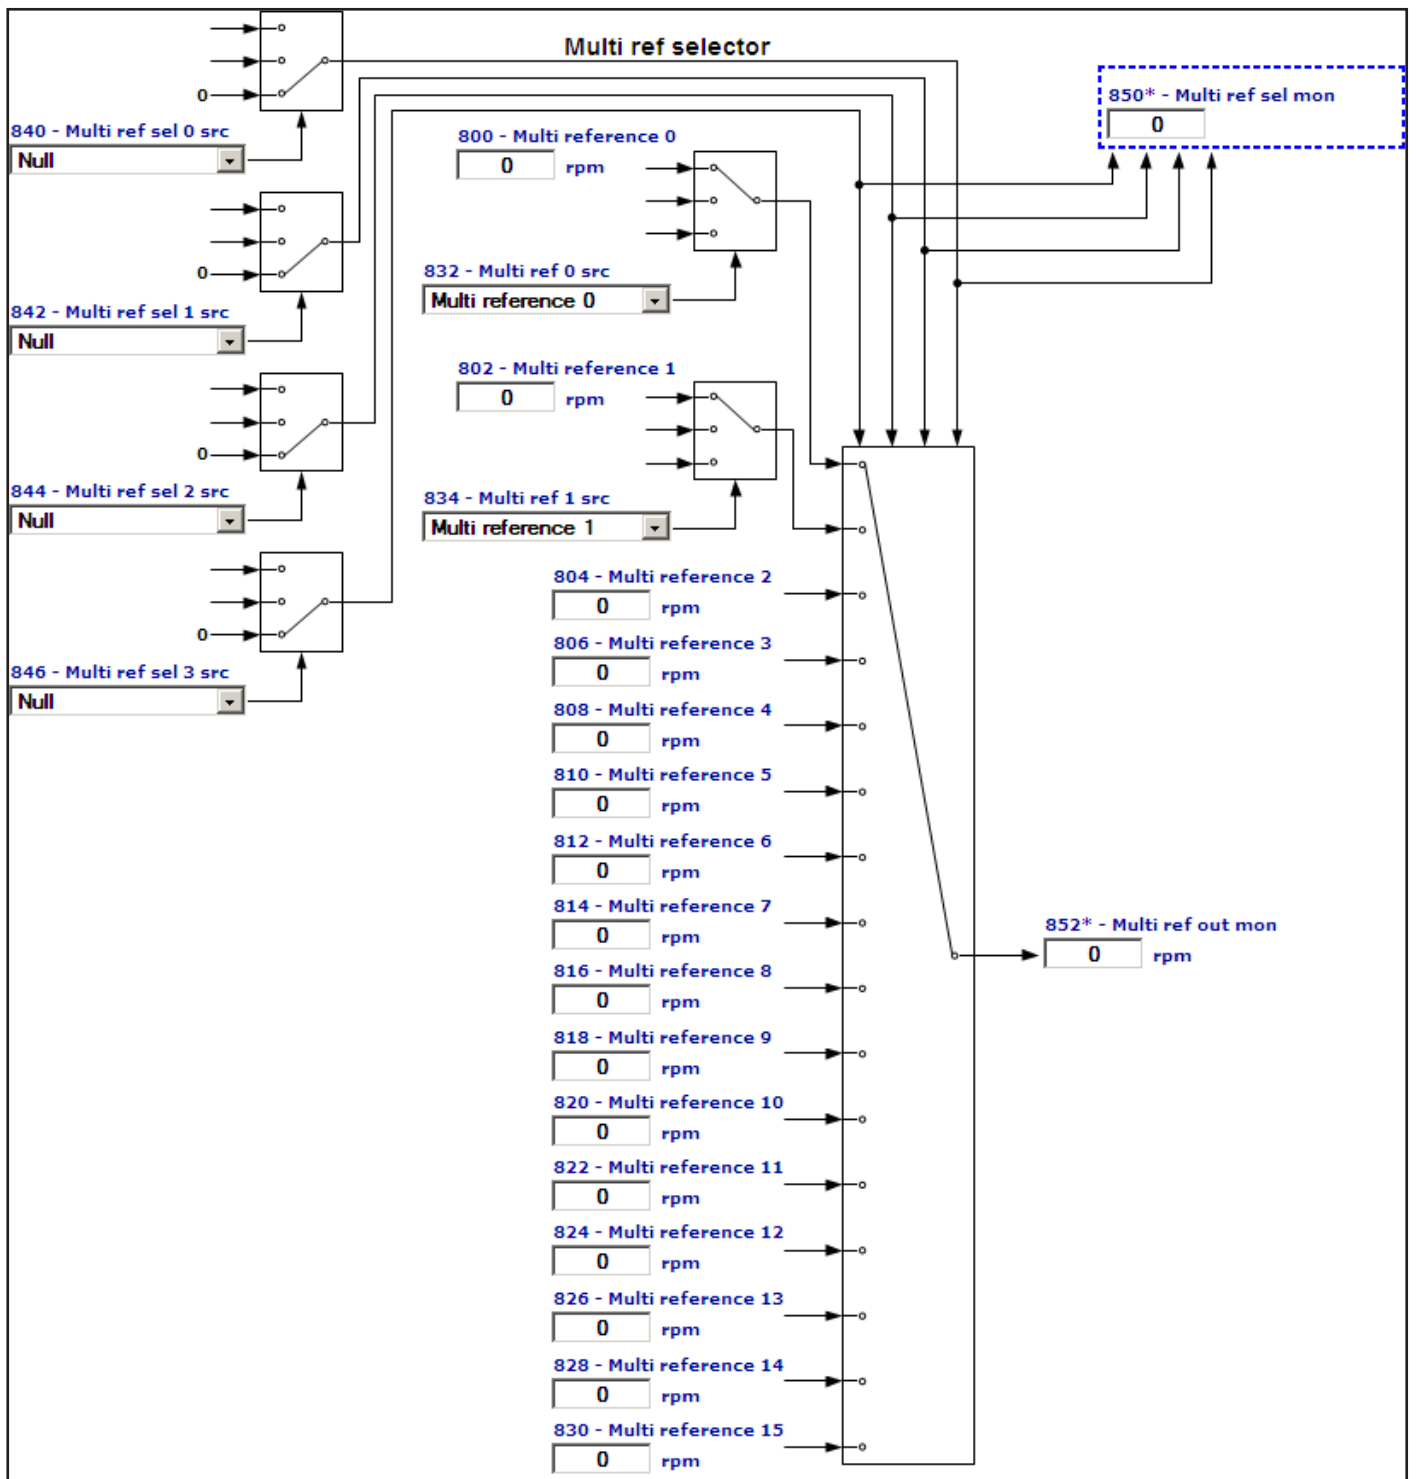 Multi ref selector
0
840 - Multi ref sel 0 src
Null
0
842 - Multi ref sel 1 src
Null
0
844 - Multi ref sel 2 src
Null
0
846 - Multi ref sel 3 src
Null
800 - Multi reference 0
0 rpm
832 - Multi ref 0 src
Multi reference 0
802 - Multi reference 1
0 rpm
834 - Multi ref 1 src
Multi reference 1
804 - Multi reference 2
0 rpm
806 - Multi reference 3
0 rpm
808 - Multi reference 4
0 rpm
810 - Multi reference 5
0 rpm
812 - Multi reference 6
0 rpm
814 - Multi reference 7
0 rpm
816 - Multi reference 8
0 rpm
818 - Multi reference 9
0 rpm
820 - Multi reference 10
0 rpm
822 - Multi reference 11
0 rpm
824 - Multi reference 12
0 rpm
826 - Multi reference 13
0 rpm
828 - Multi reference 14
0 rpm
830 - Multi reference 15
0 rpm
850* - Multi ref sel mon
0
852* - Multi ref out mon
0 rpm